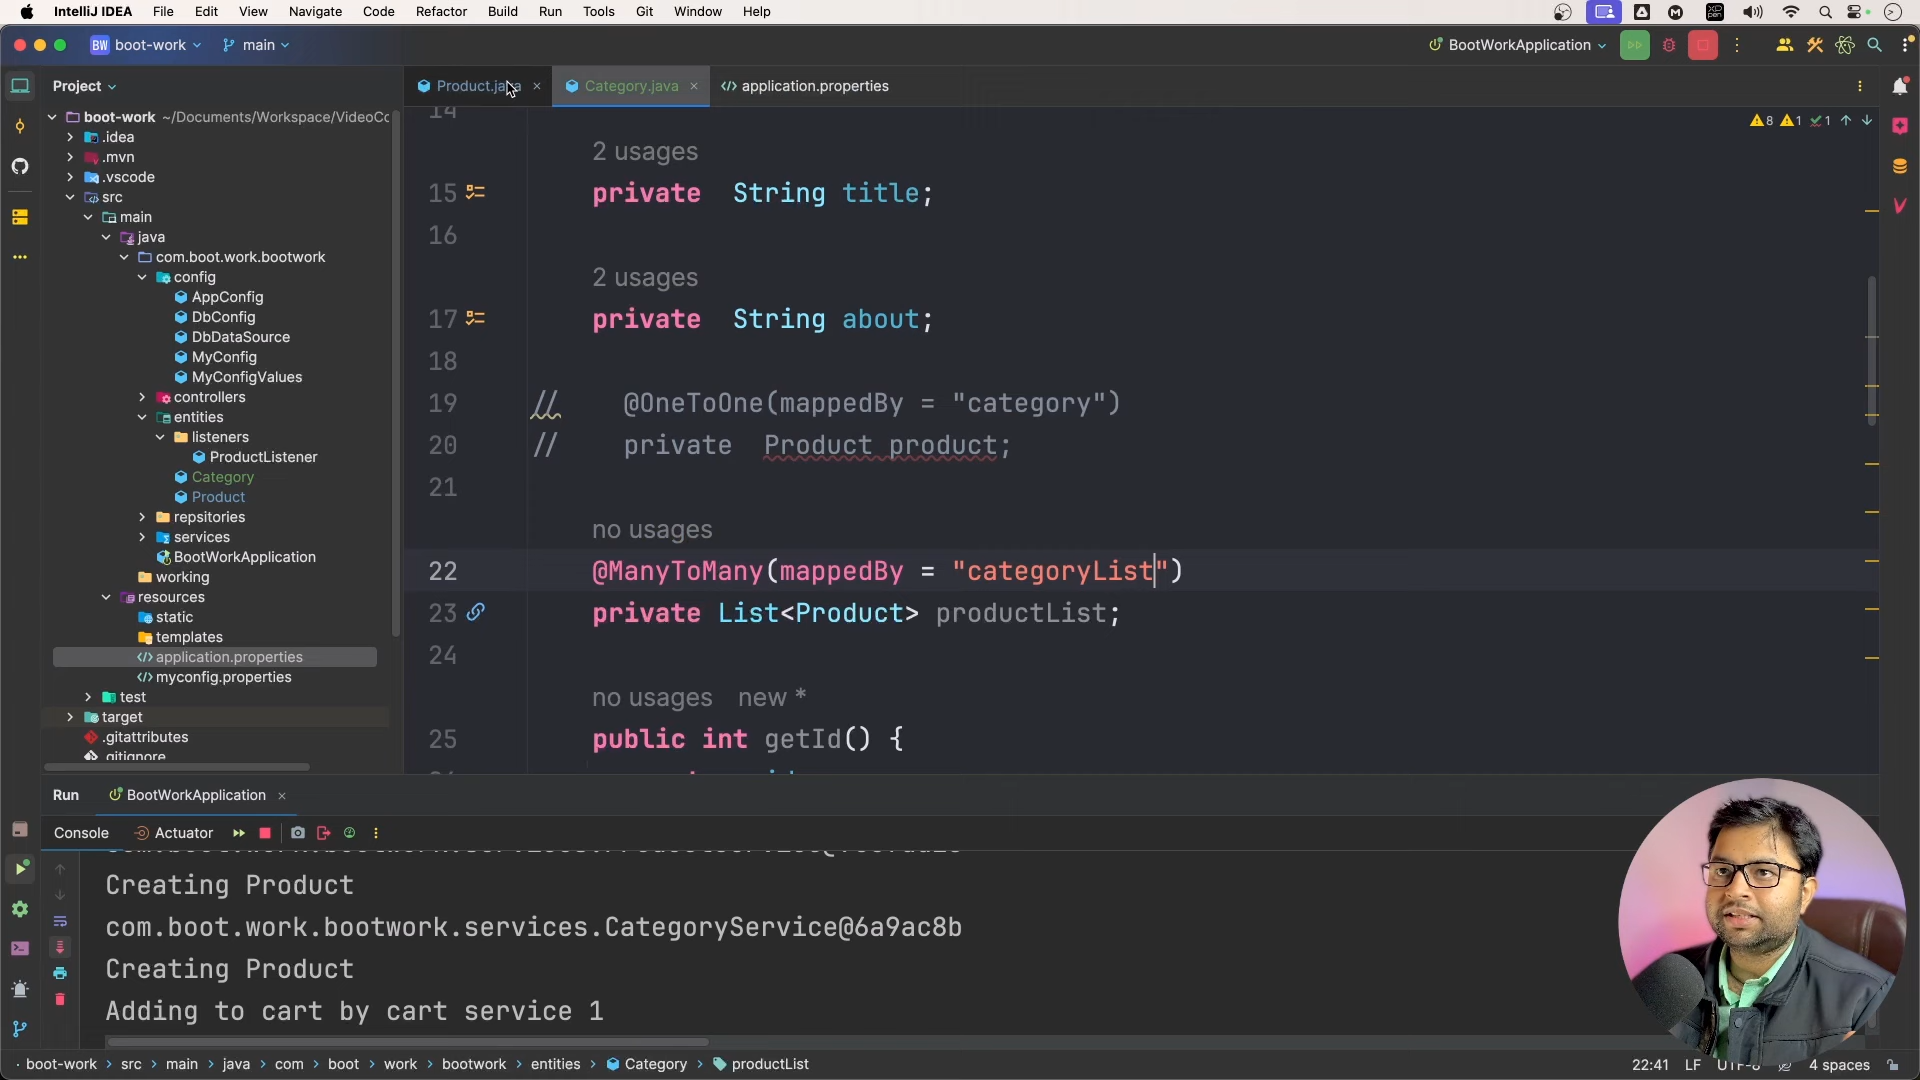 IntelliJ IDEA File Edit View Navigate Code Refactor Build Run Tools Git Window Help
BW boot-work main BootWorkApplication
Project
Product.java Category.java application.properties
boot-work ~/Documents/Workspace/VideoCo
.idea
.mvn
.vscode
src
main
java
com.boot.work.bootwork
config
AppConfig
DbConfig
DbDataSource
MyConfig
MyConfigValues
controllers
entities
listeners
ProductListener
Category
Product
repsitories
services
BootWorkApplication
working
resources
static
templates
application.properties
myconfig.properties
test
target
.gitattributes
.gitignore
8 1 1
14
2 usages
15 private String title;
16
2 usages
17 private String about;
18
19 // @OneToOne(mappedBy = "category")
20 // private Product product;
21
no usages
22 @ManyToMany(mappedBy = "categoryList")
23 private List<Product> productList;
24
no usages new *
25 public int getId() {
Run BootWorkApplication
Console Actuator
Creating Product
com.boot.work.bootwork.services.CategoryService@6a9ac8b
Creating Product
Adding to cart by cart service 1
boot-work > src > main > java > com > boot > work > bootwork > entities > Category > productList
22:41 LF UTF-8 4 spaces